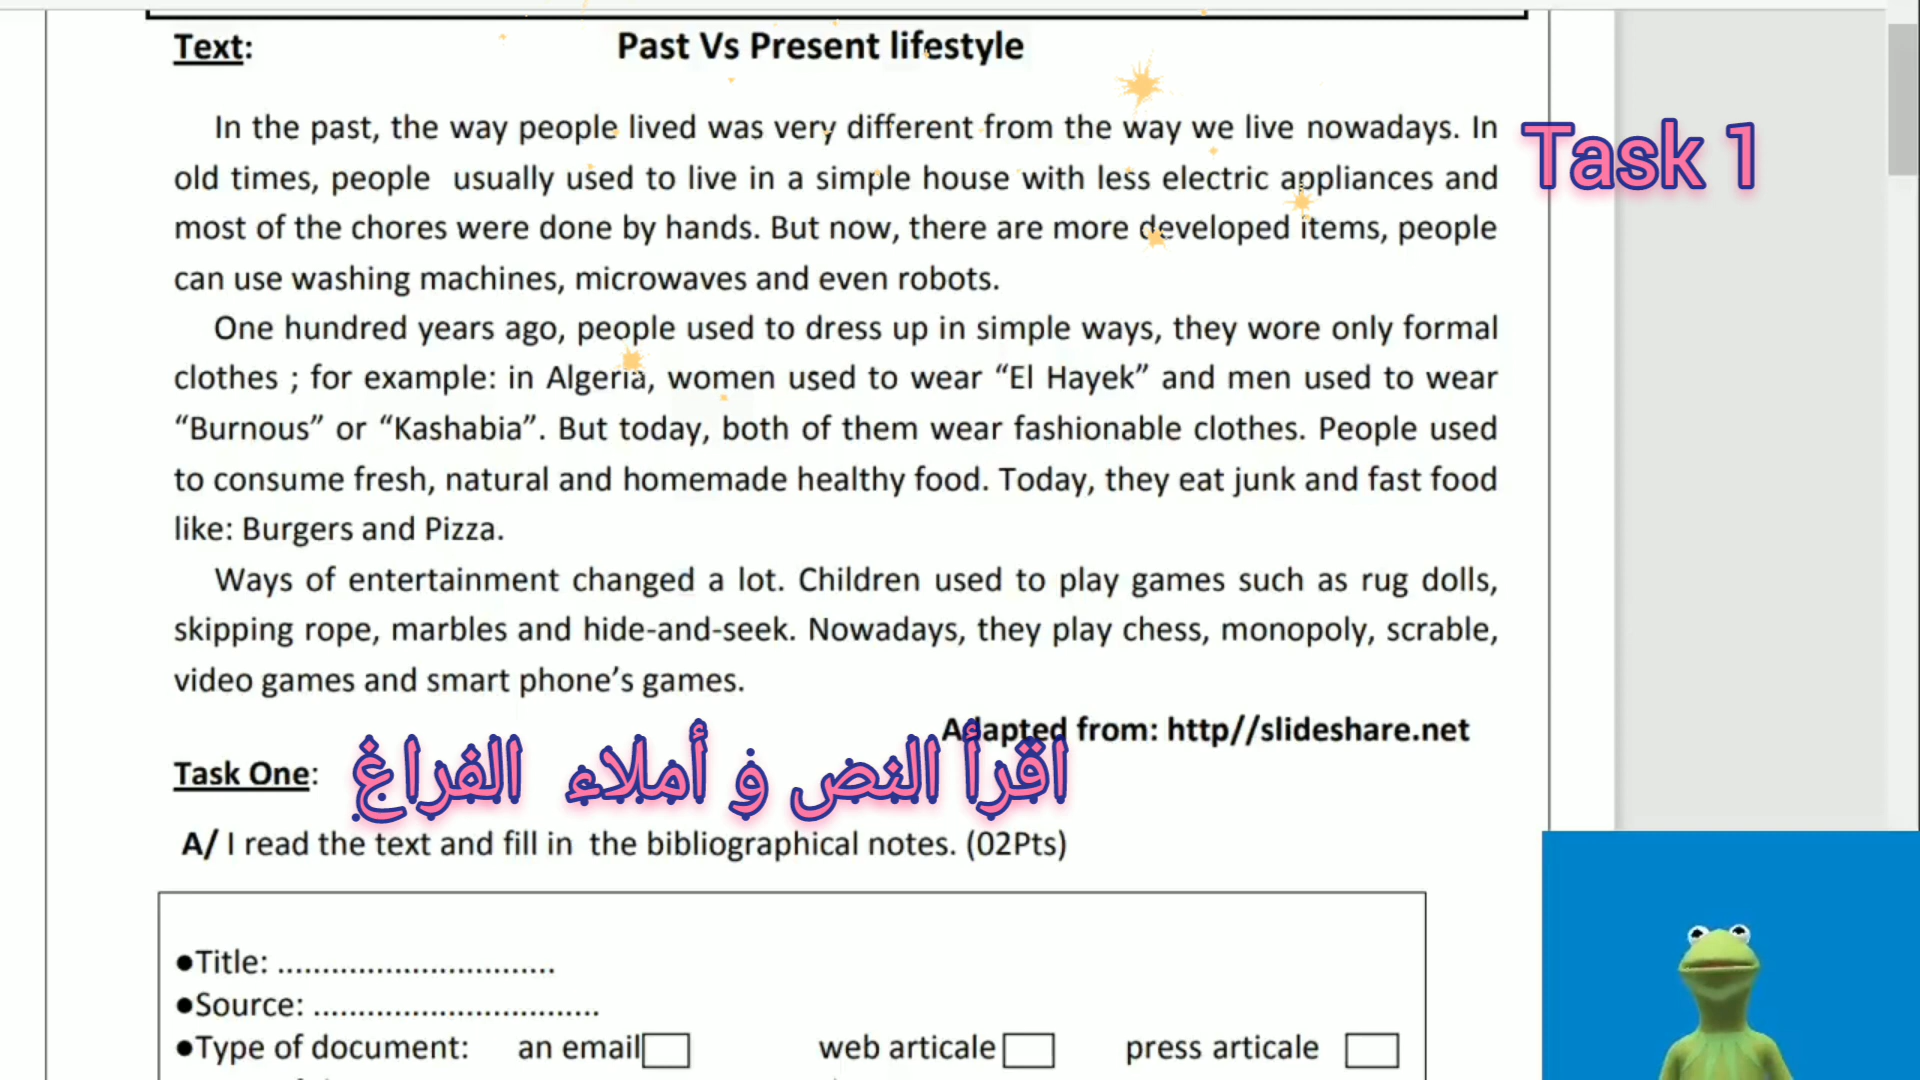 Text: Past Vs Present lifestyle
In the past, the way people lived was very different from the way we live nowadays. In
old times, people usually used to live in a simple house with less electric appliances and
most of the chores were done by hands. But now, there are more developed items, people
can use washing machines, microwaves and even robots.
One hundred years ago, people used to dress up in simple ways, they wore only formal
clothes ; for example: in Algeria, women used to wear “El Hayek” and men used to wear
“Burnous” or “Kashabia”. But today, both of them wear fashionable clothes. People used
to consume fresh, natural and homemade healthy food. Today, they eat junk and fast food
like: Burgers and Pizza.
Ways of entertainment changed a lot. Children used to play games such as rug dolls,
skipping rope, marbles and hide-and-seek. Nowadays, they play chess, monopoly, scrable,
video games and smart phone’s games.
Adapted from: http//slideshare.net
Task 1
Task One:
اقرأ النص و أملاء الفراغ
A/ I read the text and fill in the bibliographical notes. (02Pts)
●Title: ...............................
●Source: ................................
●Type of document: an email web articale press articale